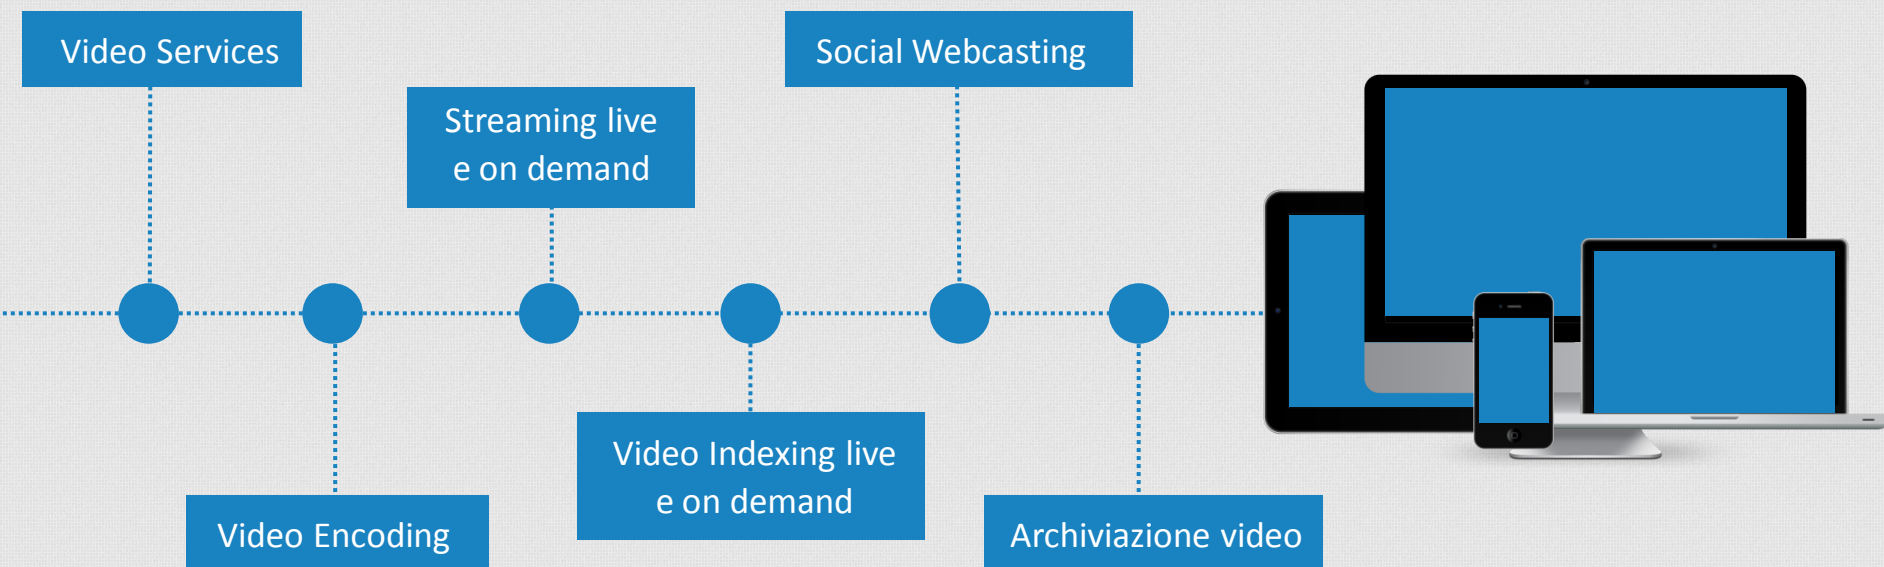 Video Services
Social Webcasting
Streaming live
e on demand
Video Indexing live
e on demand
Video Encoding
Archiviazione video